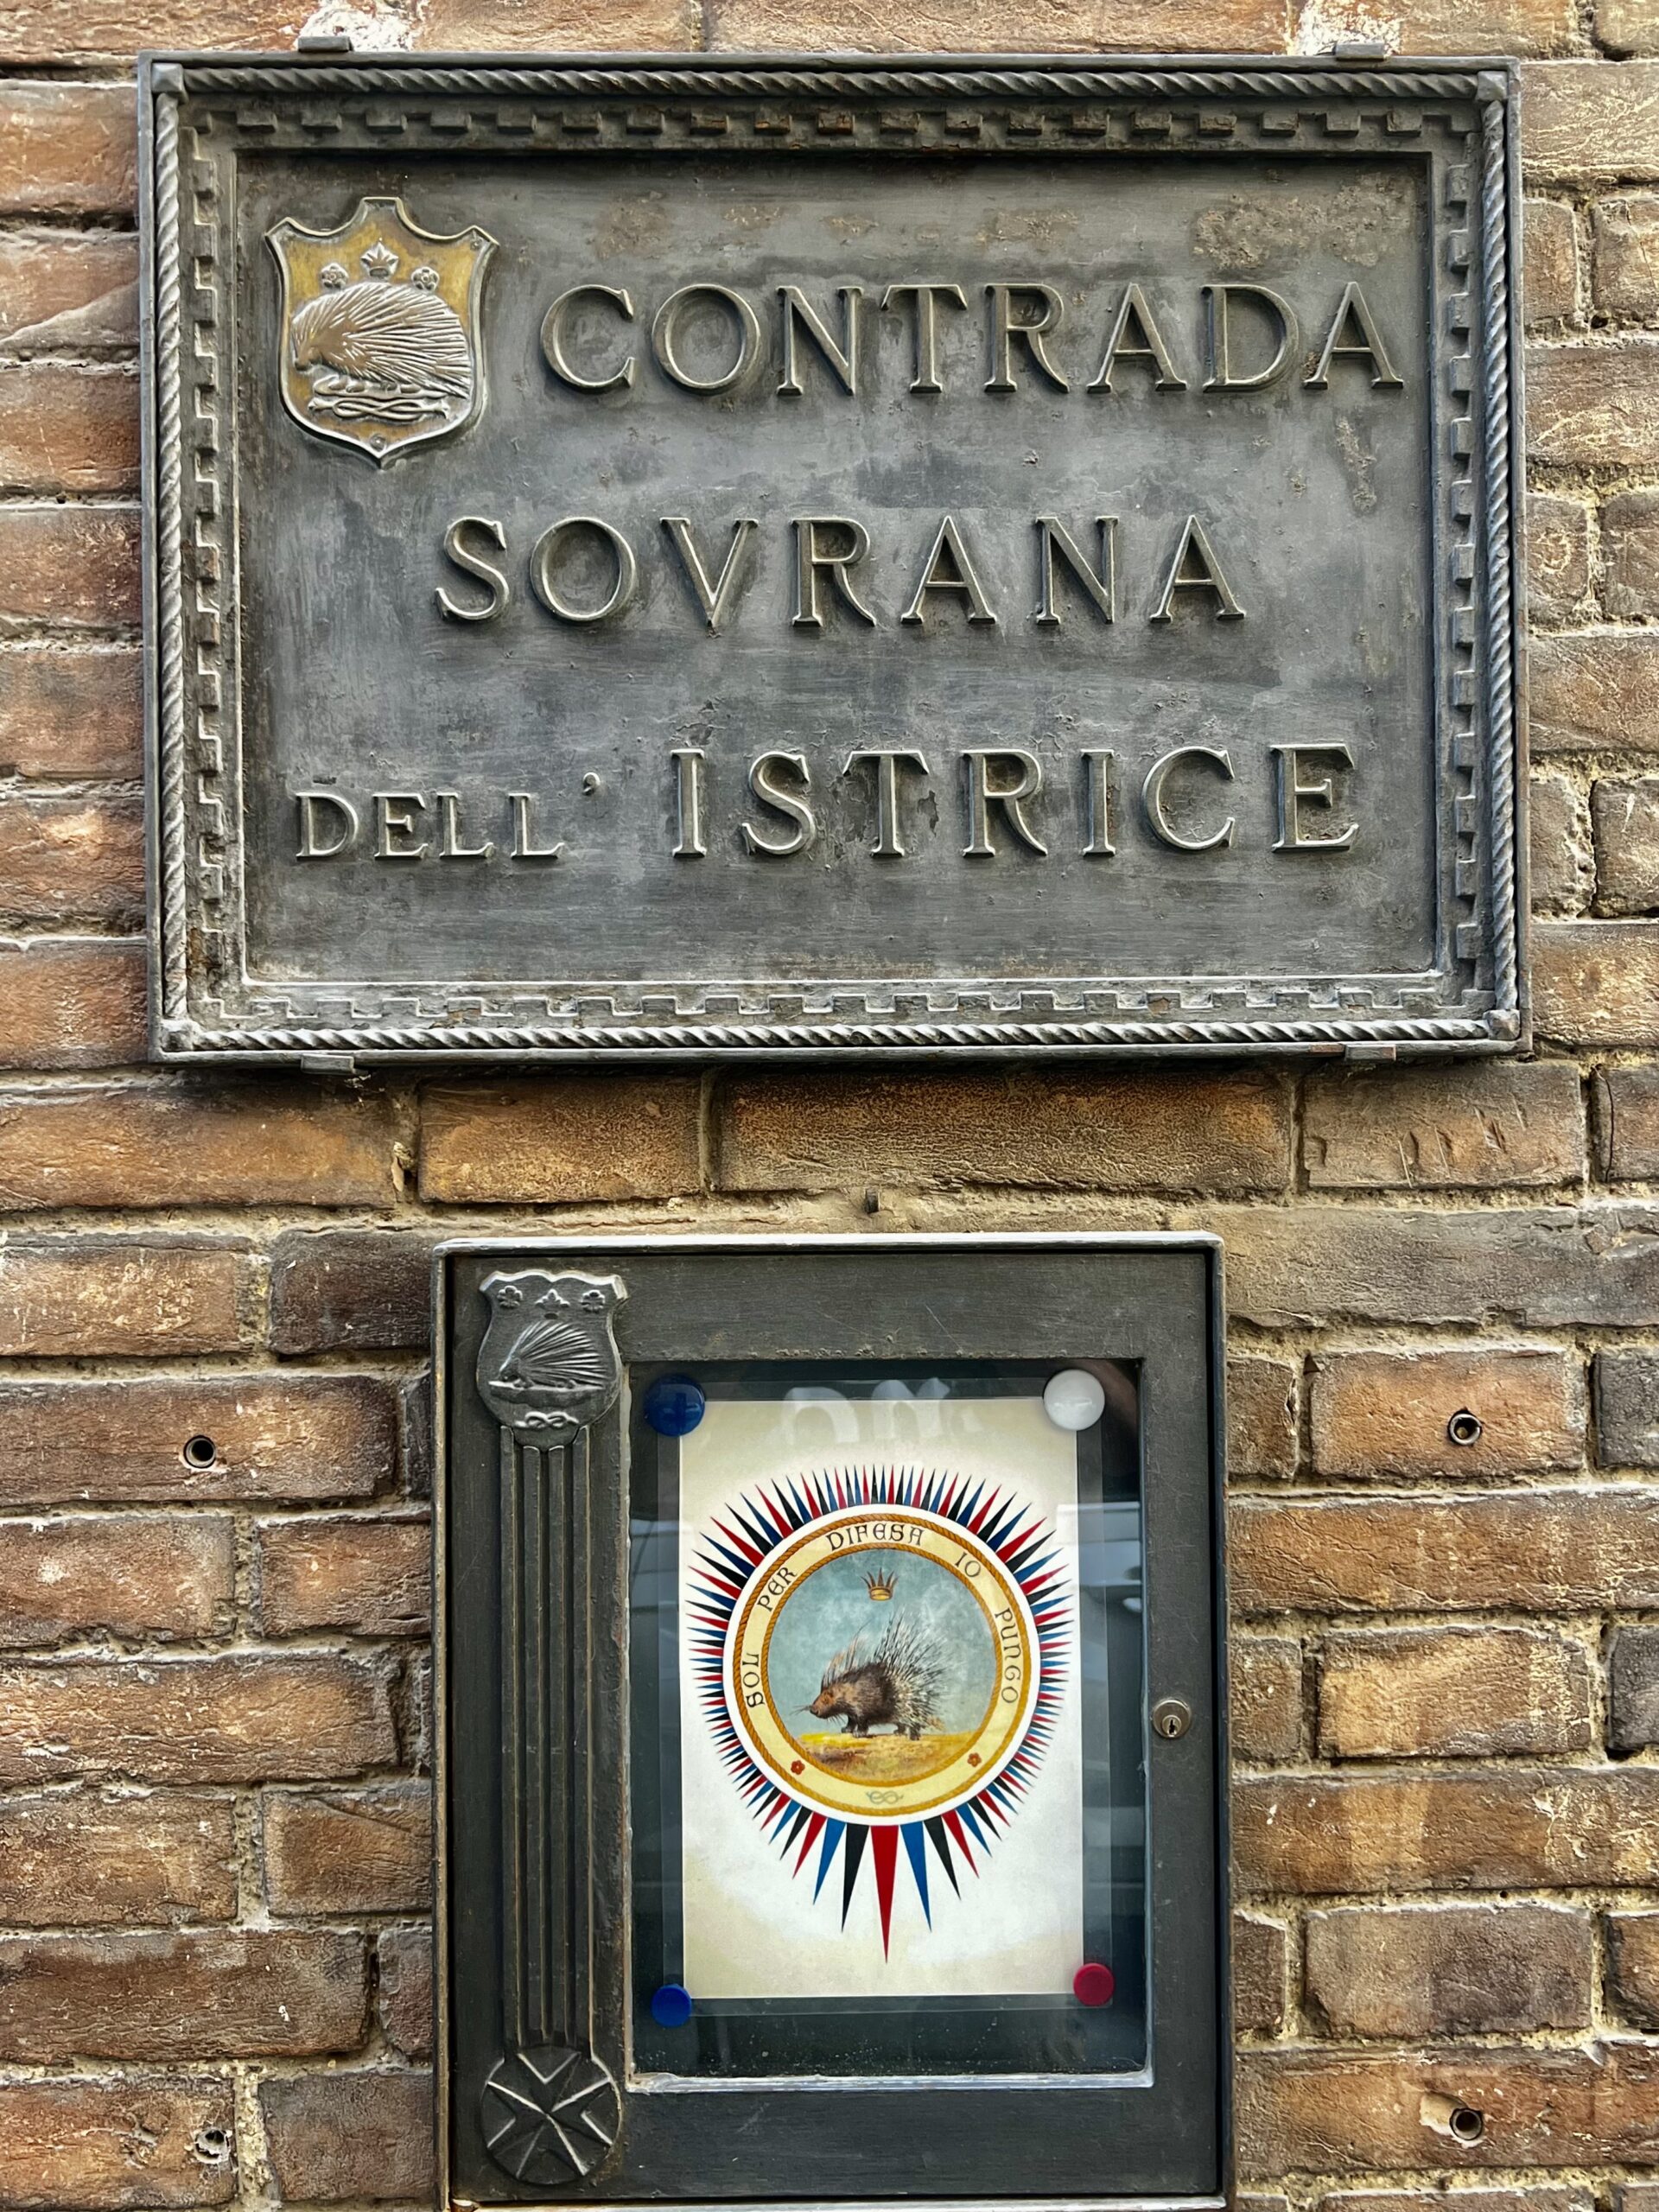 CONTRADA
SOVRANA
DELL' ISTRICE
SOL PER DIFESA IO PUNGO